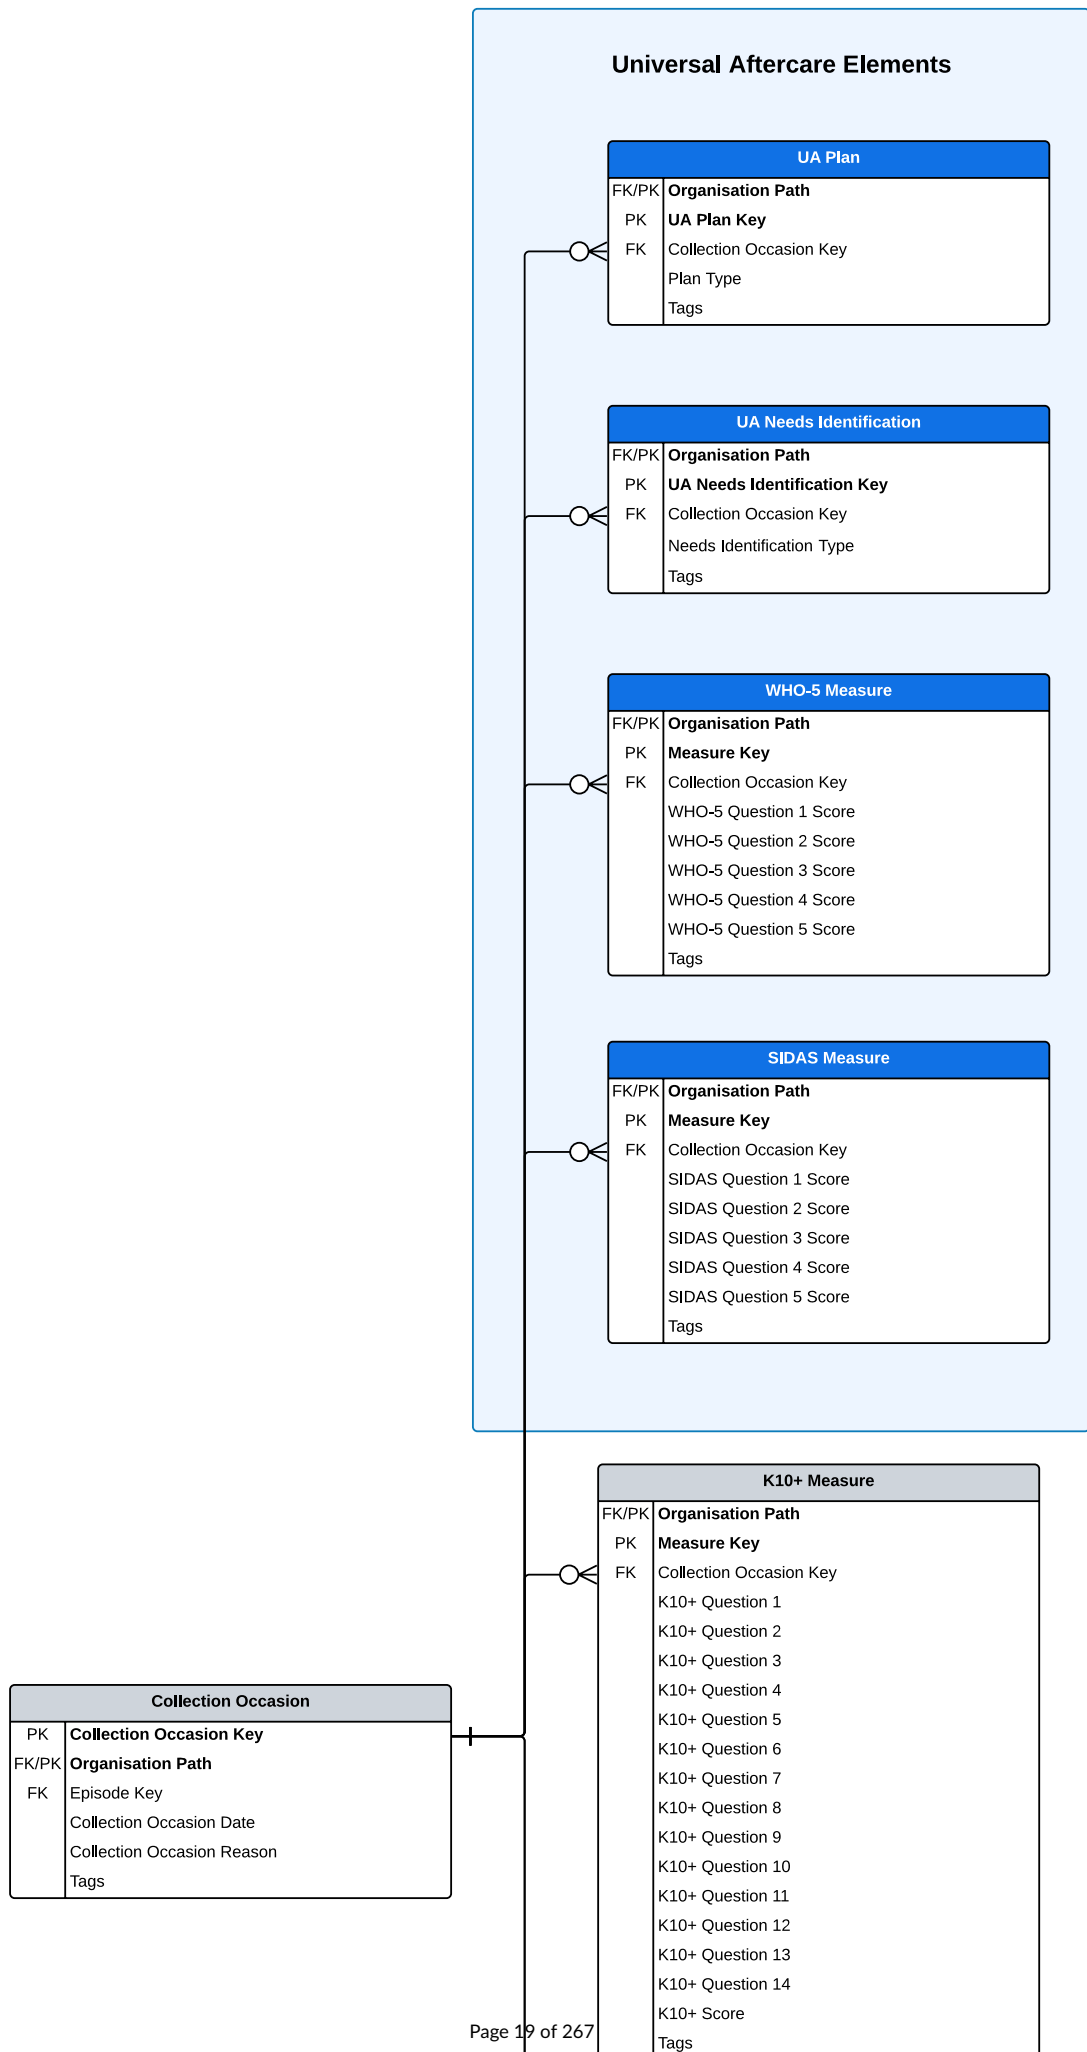 Universal Aftercare Elements
UA Plan
FK/PK Organisation Path
PK UA Plan Key
FK Collection Occasion Key
Plan Type
Tags
UA Needs Identification
FK/PK Organisation Path
PK UA Needs Identification Key
FK Collection Occasion Key
Needs Identification Type
Tags
WHO-5 Measure
FK/PK Organisation Path
PK Measure Key
FK Collection Occasion Key
WHO-5 Question 1 Score
WHO-5 Question 2 Score
WHO-5 Question 3 Score
WHO-5 Question 4 Score
WHO-5 Question 5 Score
Tags
SIDAS Measure
FK/PK Organisation Path
PK Measure Key
FK Collection Occasion Key
SIDAS Question 1 Score
SIDAS Question 2 Score
SIDAS Question 3 Score
SIDAS Question 4 Score
SIDAS Question 5 Score
Tags
K10+ Measure
FK/PK Organisation Path
PK Measure Key
FK Collection Occasion Key
K10+ Question 1
K10+ Question 2
K10+ Question 3
K10+ Question 4
K10+ Question 5
K10+ Question 6
K10+ Question 7
K10+ Question 8
K10+ Question 9
K10+ Question 10
K10+ Question 11
K10+ Question 12
K10+ Question 13
K10+ Question 14
K10+ Score
Tags
Collection Occasion
PK Collection Occasion Key
FK/PK Organisation Path
FK Episode Key
Collection Occasion Date
Collection Occasion Reason
Tags
Page 19 of 267